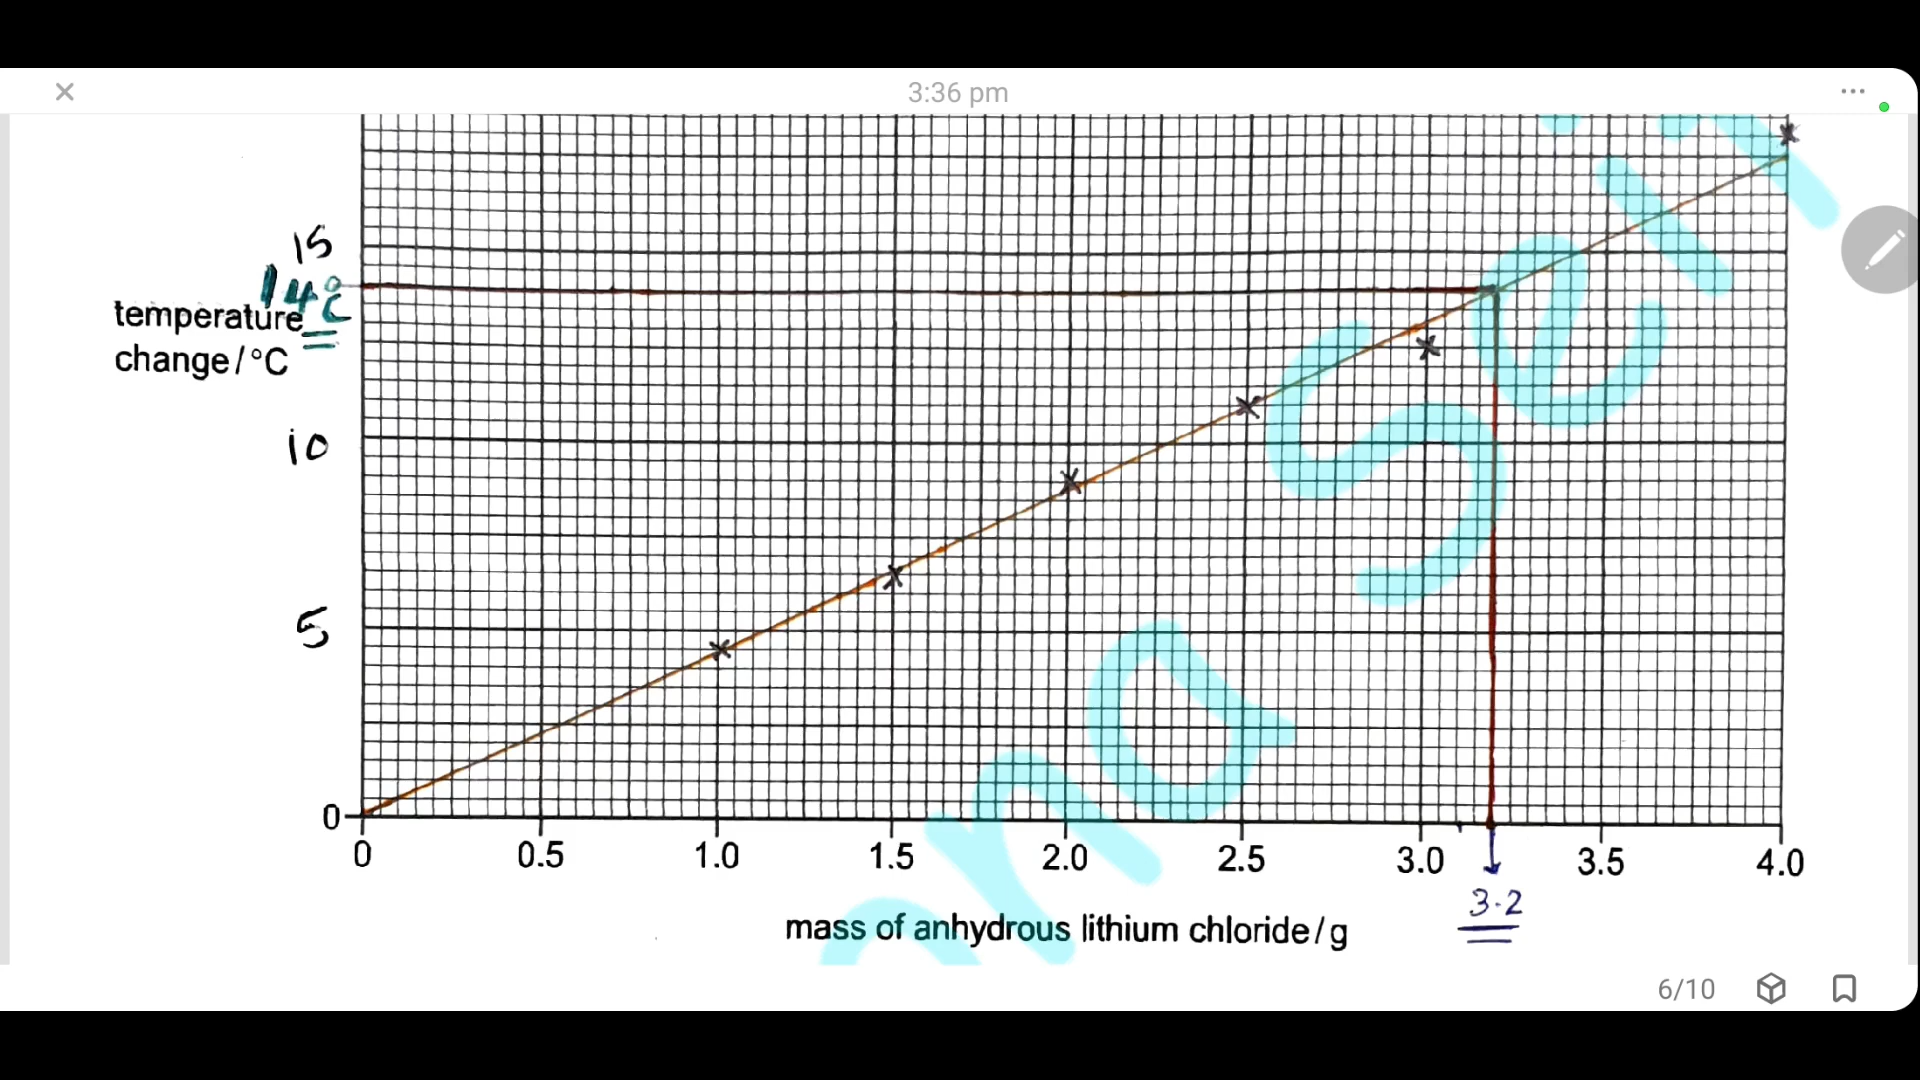 3:36 pm
15
14°C
temperature
change/°C
10
5
0
0 0.5 1.0 1.5 2.0 2.5 3.0 3.5 4.0
3.2
mass of anhydrous lithium chloride/g
6/10